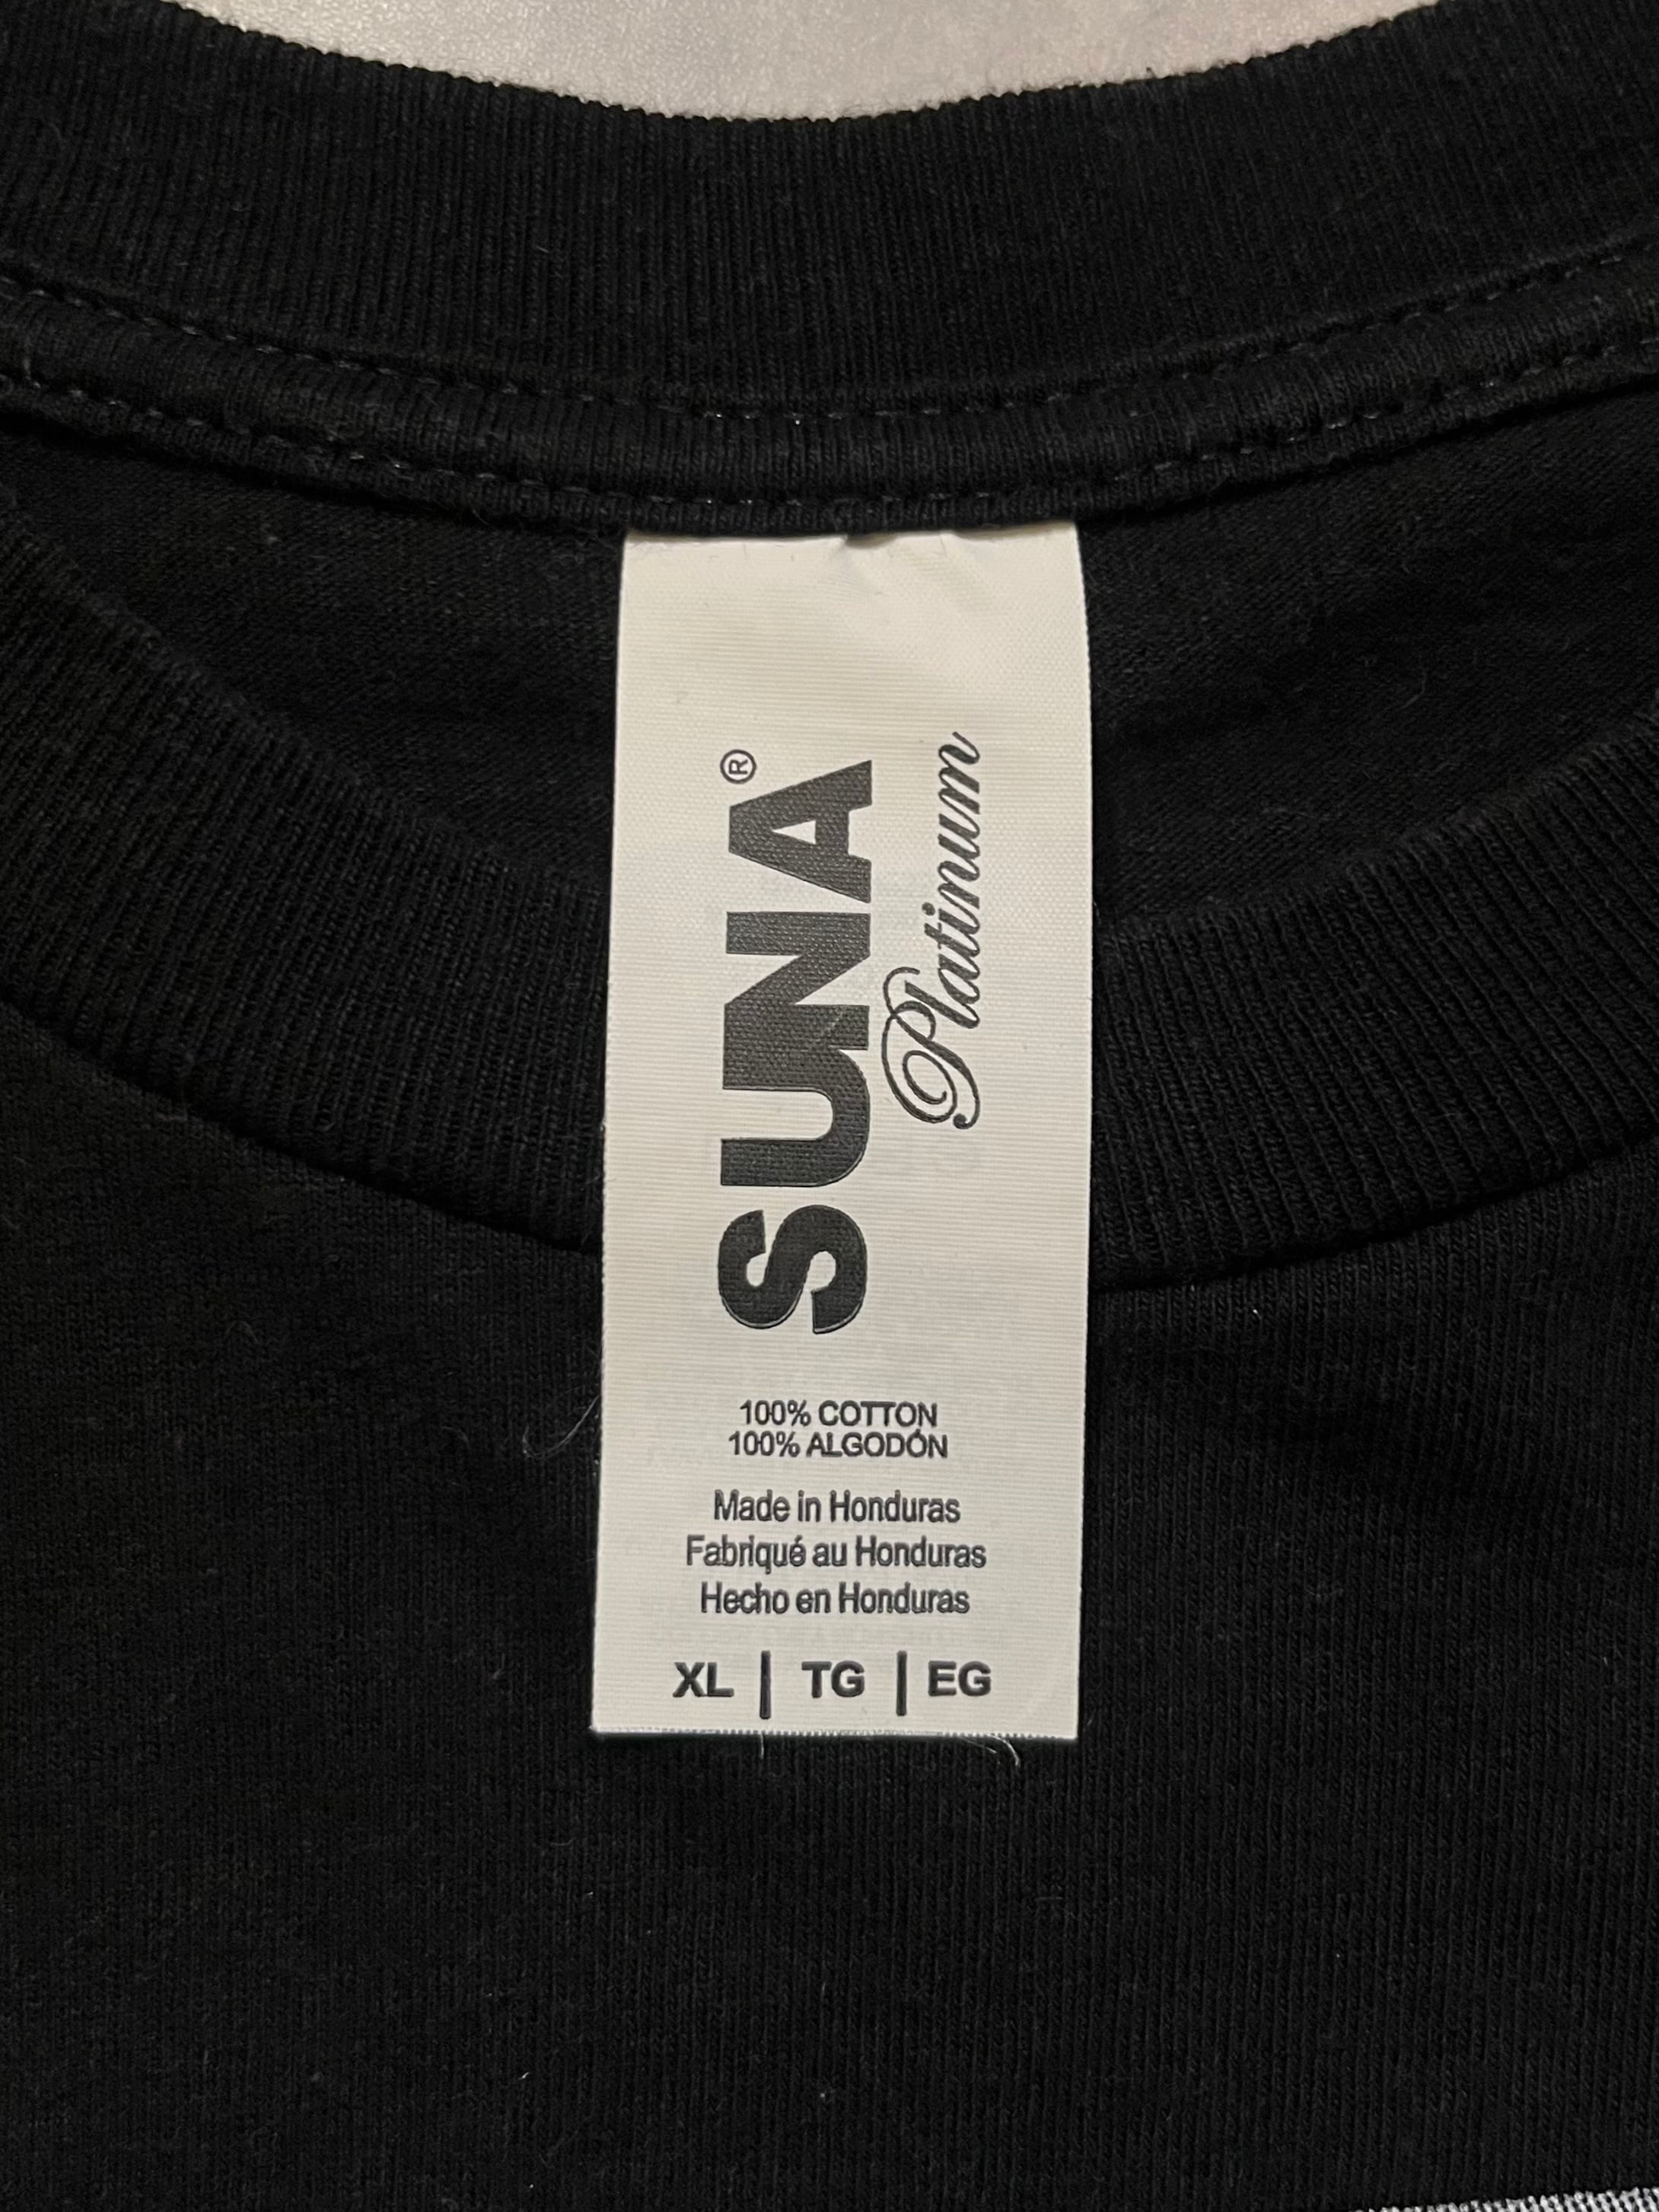 SUNA®
Platinum
100% COTTON
100% ALGODÓN
Made in Honduras
Fabriqué au Honduras
Hecho en Honduras
XL | TG | EG